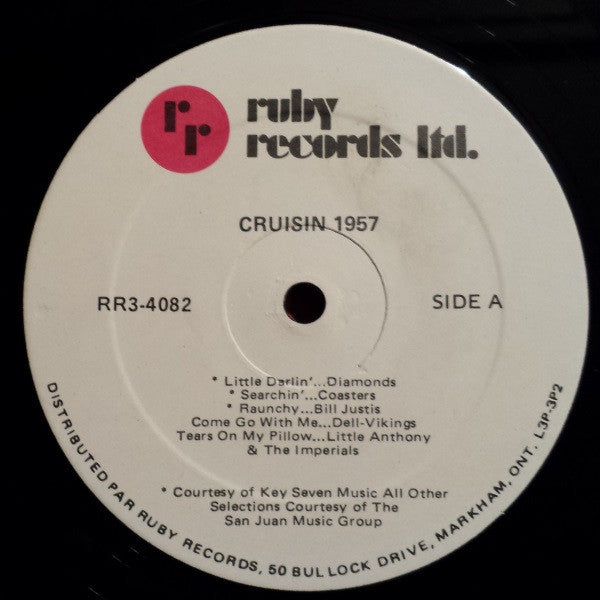 rr
ruby
records ltd.
CRUISIN 1957
RR3-4082
SIDE A
* Little Darlin'...Diamonds
* Searchin'...Coasters
* Raunchy...Bill Justis
Come Go With Me...Dell-Vikings
Tears On My Pillow...Little Anthony
& The Imperials
* Courtesy of Key Seven Music All Other
Selections Courtesy of The
San Juan Music Group
DISTRIBUTED PAR RUBY RECORDS, 50 BULLOCK DRIVE, MARKHAM, ONT. L3P-3P2